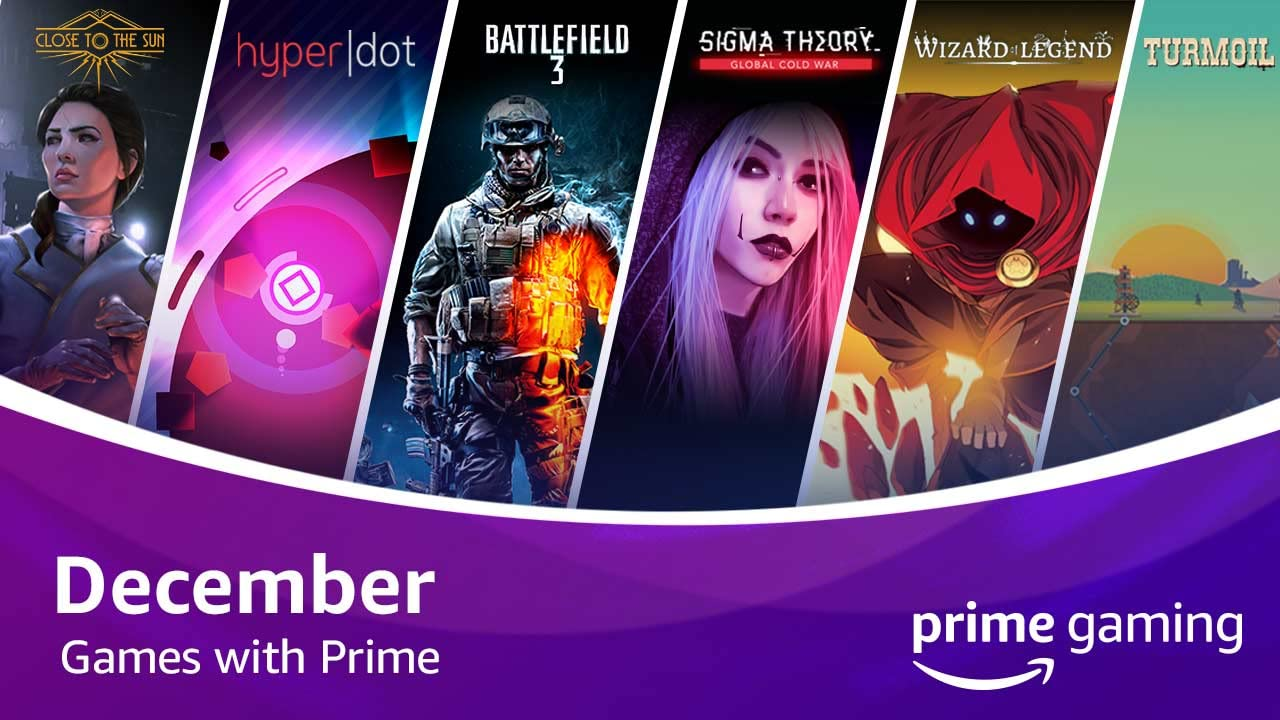 CLOSE TO THE SUN
hyper|dot
BATTLEFIELD
3
SIGMA THEORY
GLOBAL COLD WAR
WIZARD of LEGEND
TURMOIL
December
Games with Prime
prime gaming